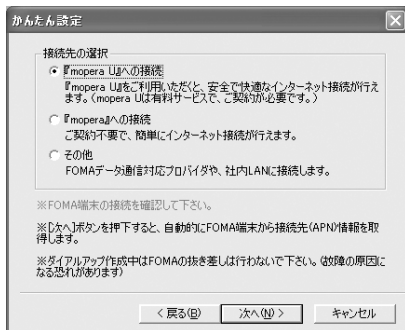 かんたん設定
接続先の選択
『mopera U』への接続
『mopera U』をご利用いただくと、安全で快適なインターネット接続が行え
ます。(mopera Uは有料サービスで、ご契約が必要です。)
『mopera』への接続
ご契約不要で、簡単にインターネット接続が行えます。
その他
FOMAデータ通信対応プロバイダや、社内LANに接続します。
※FOMA端末の接続を確認して下さい。
※[次へ]ボタンを押下すると、自動的にFOMA端末から接続先(APN)情報を取
得します。
※ダイアルアップ作成中はFOMAの抜き差しは行わないで下さい。(故障の原因に
なる恐れがあります)
< 戻る(B) 次へ(N) > キャンセル